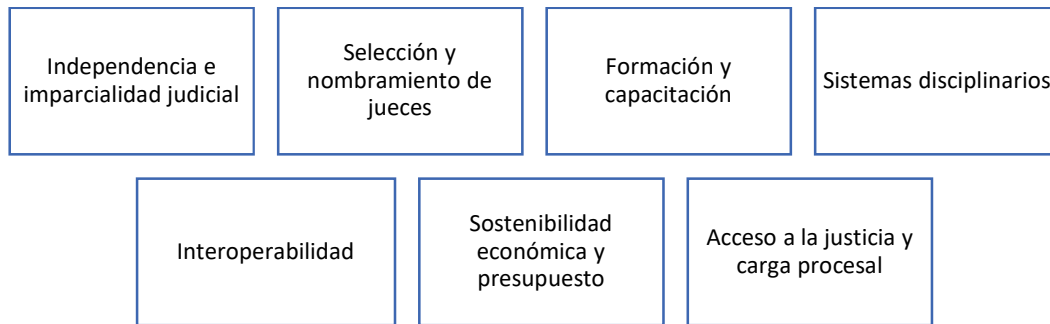 Independencia e
imparcialidad judicial
Selección y
nombramiento de
jueces
Formación y
capacitación
Sistemas disciplinarios
Interoperabilidad
Sostenibilidad
económica y
presupuesto
Acceso a la justicia y
carga procesal